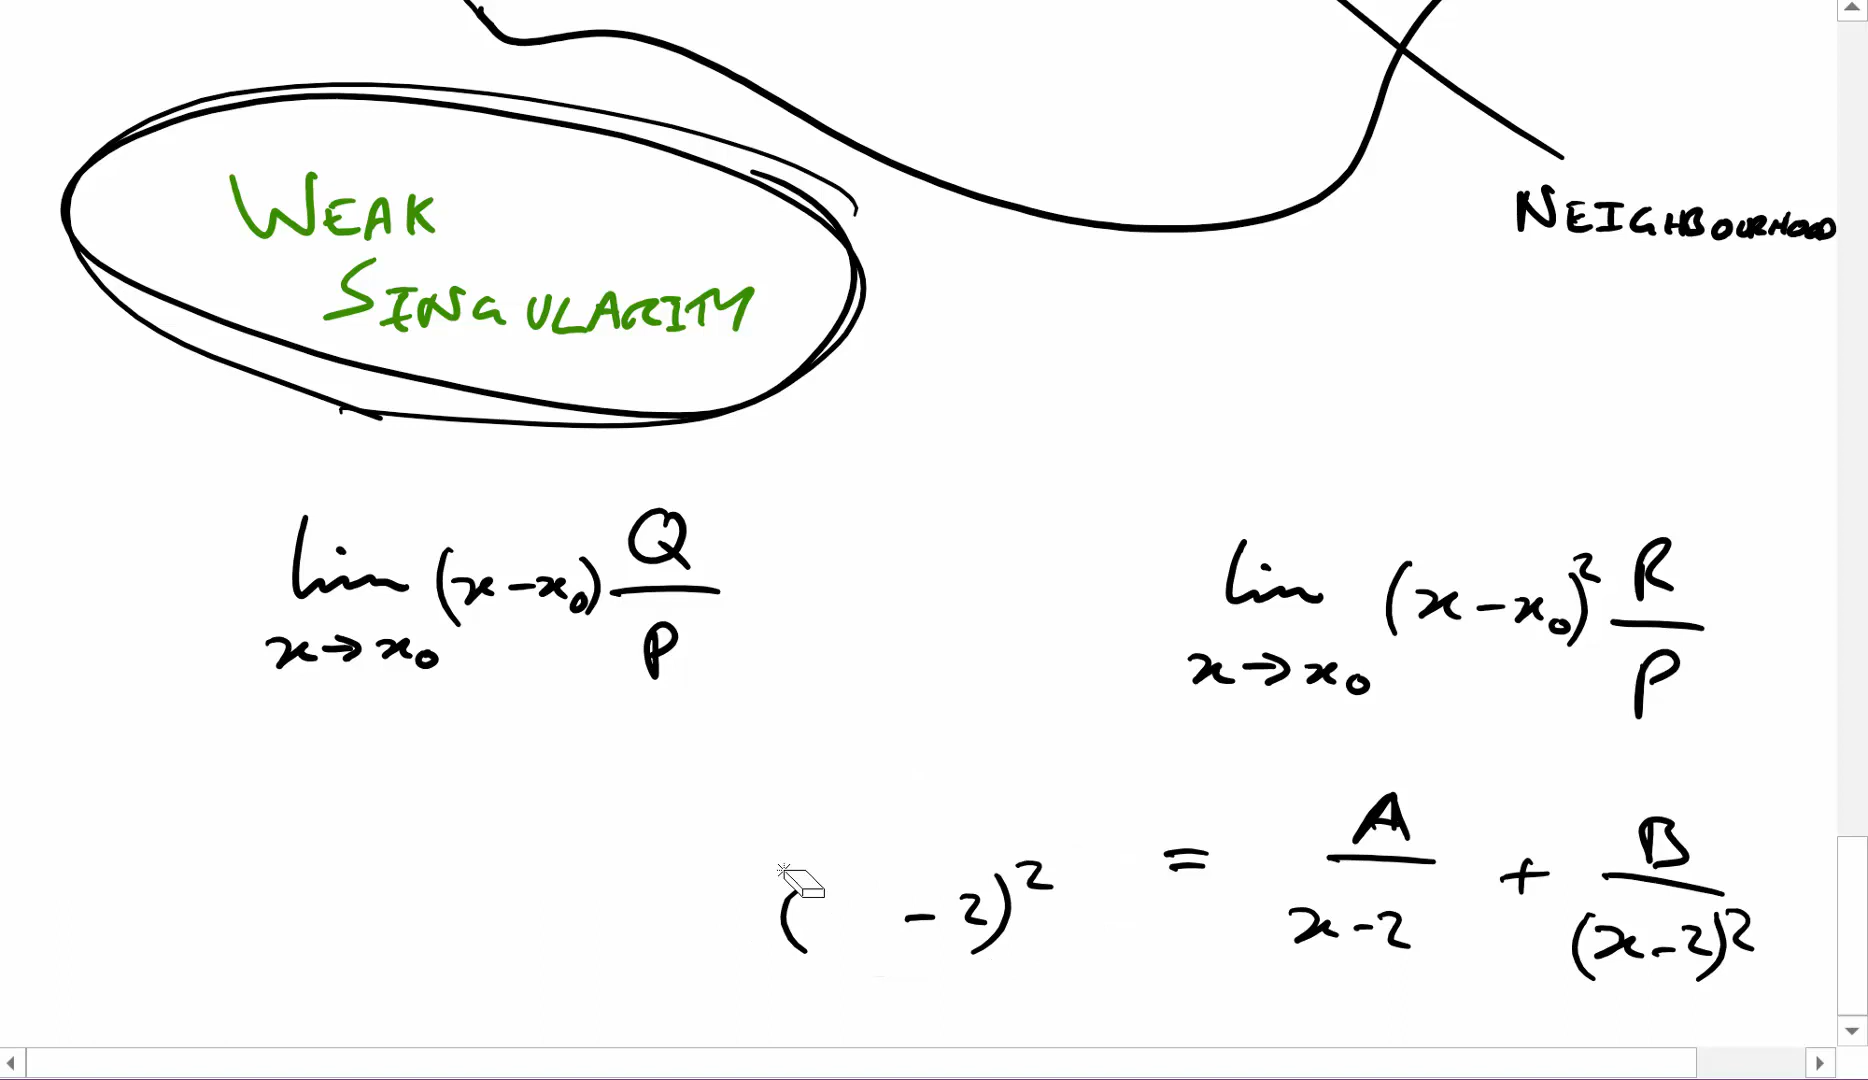 WEAK
SINGULARITY
NEIGHBOURHOOD
lim (x-x₀) Q/P
x→x₀
lim (x-x₀)² R/P
x→x₀
( -2)² = A/(x-2) + B/(x-2)²